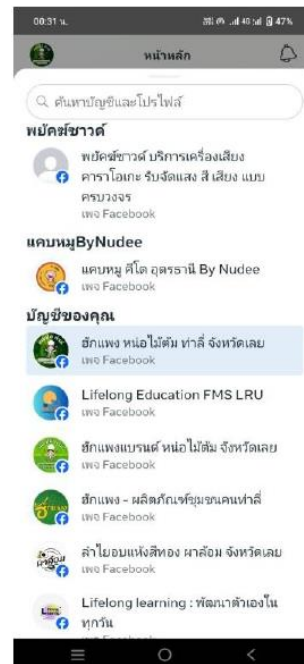 00:31 น.
47%
หน้าหลัก
ค้นหาบัญชีและโปรไฟล์
พยัคฆ์ซาวด์
พยัคฆ์ซาวด์ บริการเครื่องเสียง
คาราโอเกะ รับจัดแสง สี เสียง แบบ
ครบวงจร
เพจ Facebook
แคบหมูByNudee
แคบหมู คีโต อุดรธานี By Nudee
เพจ Facebook
บัญชีของคุณ
ฮักแพง หน่อไม้ต้ม ท่าลี่ จังหวัดเลย
เพจ Facebook
Lifelong Education FMS LRU
เพจ Facebook
ฮักแพงแบรนด์ หน่อไม้ต้ม จังหวัดเลย
เพจ Facebook
ฮักแพง - ผลิตภัณฑ์ชุมชนคนท่าลี่
เพจ Facebook
ลำไยอบแห้งสีทอง ผาล้อม จังหวัดเลย
เพจ Facebook
Lifelong learning : พัฒนาตัวเองใน
ทุกวัน
เพจ Facebook